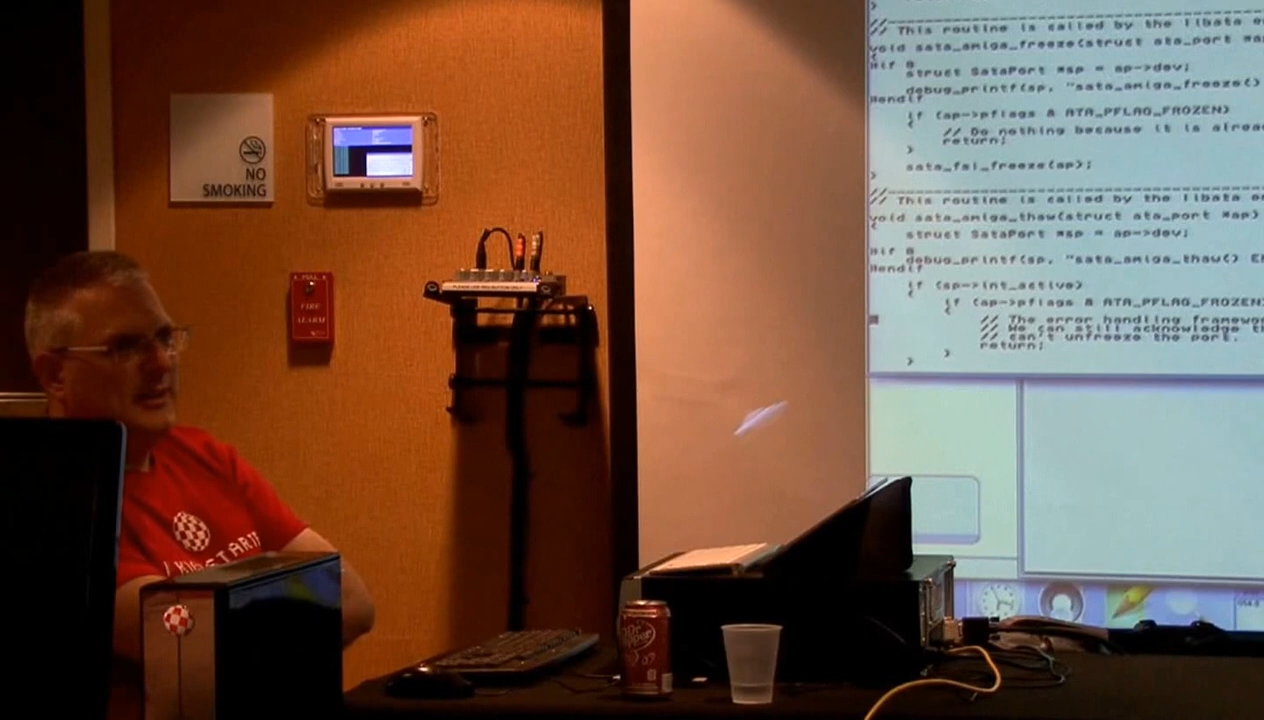 NO
SMOKING
PULL
FIRE
ALARM
Dr
Pepper
// This routine is called by the libata
void sata_amiga_freeze(struct ata_port
{
#if 0
struct SataPort *sp = ap->dev;
debug_printf(sp, "sata_amiga_freeze()
#endif
if (ap->pflags & ATA_PFLAG_FROZEN)
{
// Do nothing because it is
return;
}
sata_fsl_freeze(ap);
}
// This routine is called by the libata
void sata_amiga_thaw(struct ata_port *ap)
{
struct SataPort *sp = ap->dev;
#if 0
debug_printf(sp, "sata_amiga_thaw()
#endif
if (sp->int_active)
{
if (ap->pflags & ATA_PFLAG_FROZEN)
{
// The error handling
// We can still acknowledge
// can't unfreeze the port.
return;
}
}